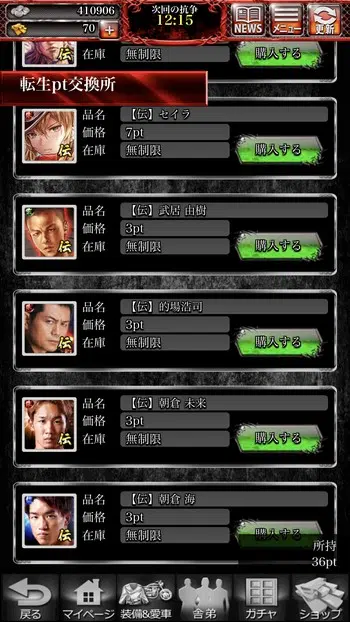 410906
70
次回の抗争
12:15
NEWS
メニュー
更新
在庫 無制限 購入する
転生pt交換所
品名 【伝】セイラ
価格 7pt
在庫 無制限 購入する
伝
品名 【伝】武居 由樹
価格 3pt
在庫 無制限 購入する
伝
品名 【伝】的場浩司
価格 3pt
在庫 無制限 購入する
伝
品名 【伝】朝倉 未来
価格 3pt
在庫 無制限 購入する
伝
品名 【伝】朝倉 海
価格 3pt
在庫 無制限 購入する
伝
所持
36pt
戻る
マイページ
装備&愛車
舎弟
ガチャ
ショップ